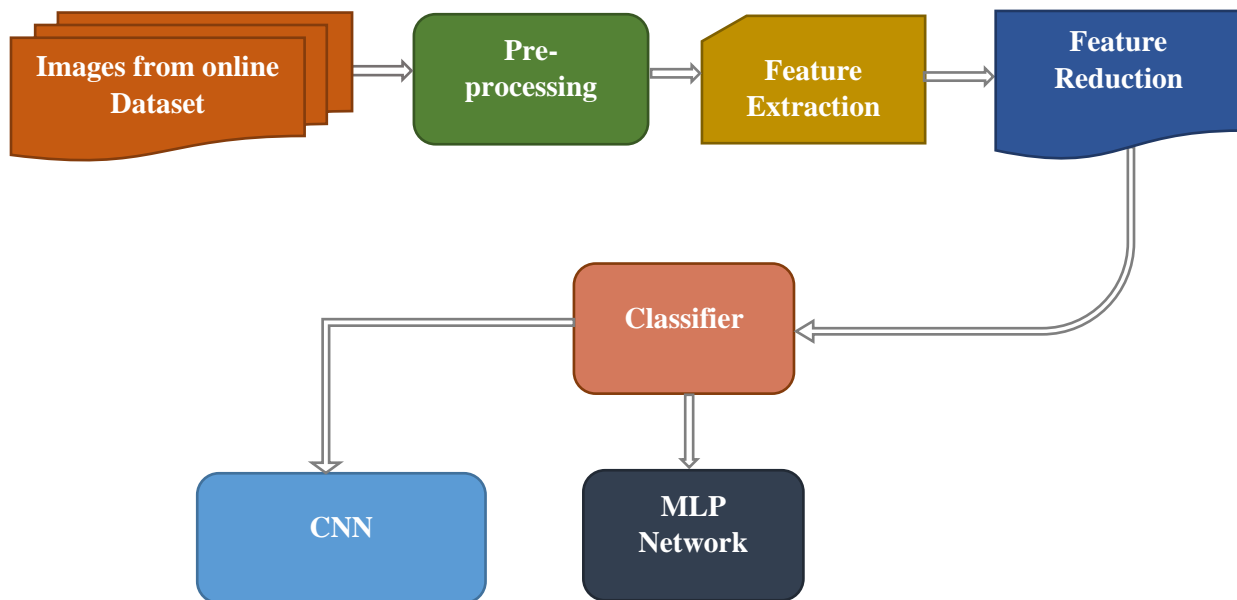 Images from online
Dataset
Pre-
processing
Feature
Extraction
Feature
Reduction
Classifier
CNN
MLP
Network